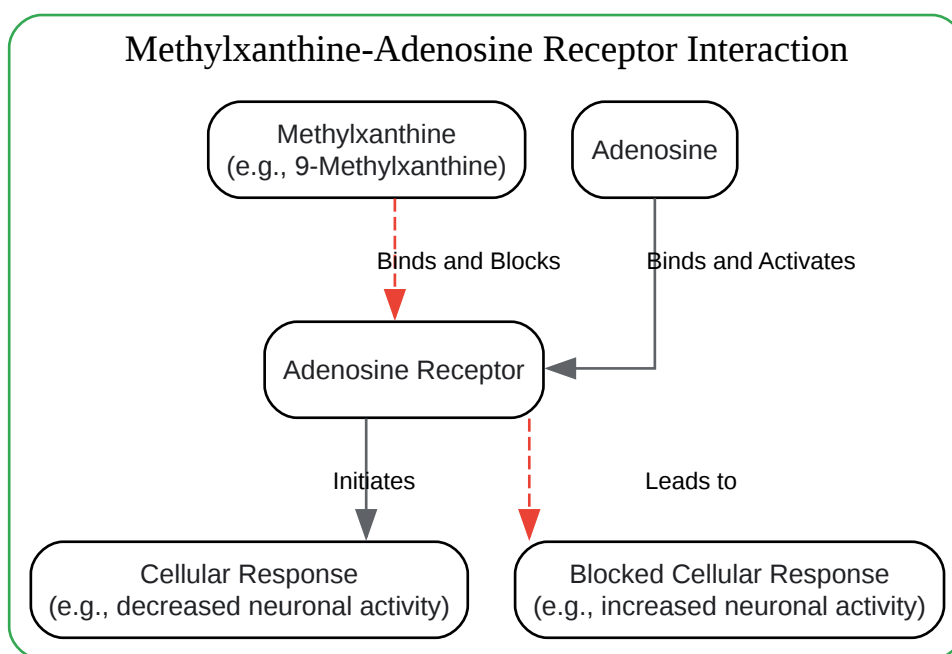 Methylxanthine-Adenosine Receptor Interaction
Methylxanthine
(e.g., 9-Methylxanthine)
Adenosine
Binds and Blocks
Binds and Activates
Adenosine Receptor
Initiates
Leads to
Cellular Response
(e.g., decreased neuronal activity)
Blocked Cellular Response
(e.g., increased neuronal activity)